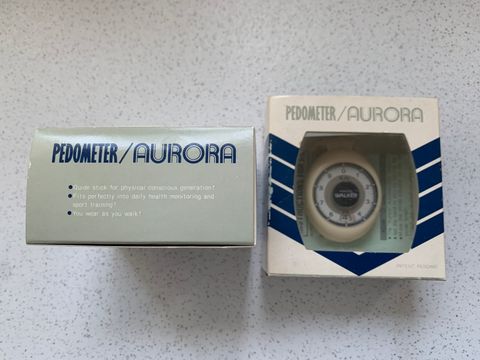 PEDOMETER/AURORA
Guide stick for physical conscious generation!
Fits perfectly into daily health monitoring and
sport training!
You wear as you walk!
PEDOMETER/AURORA
WALKER
PATENT PENDING